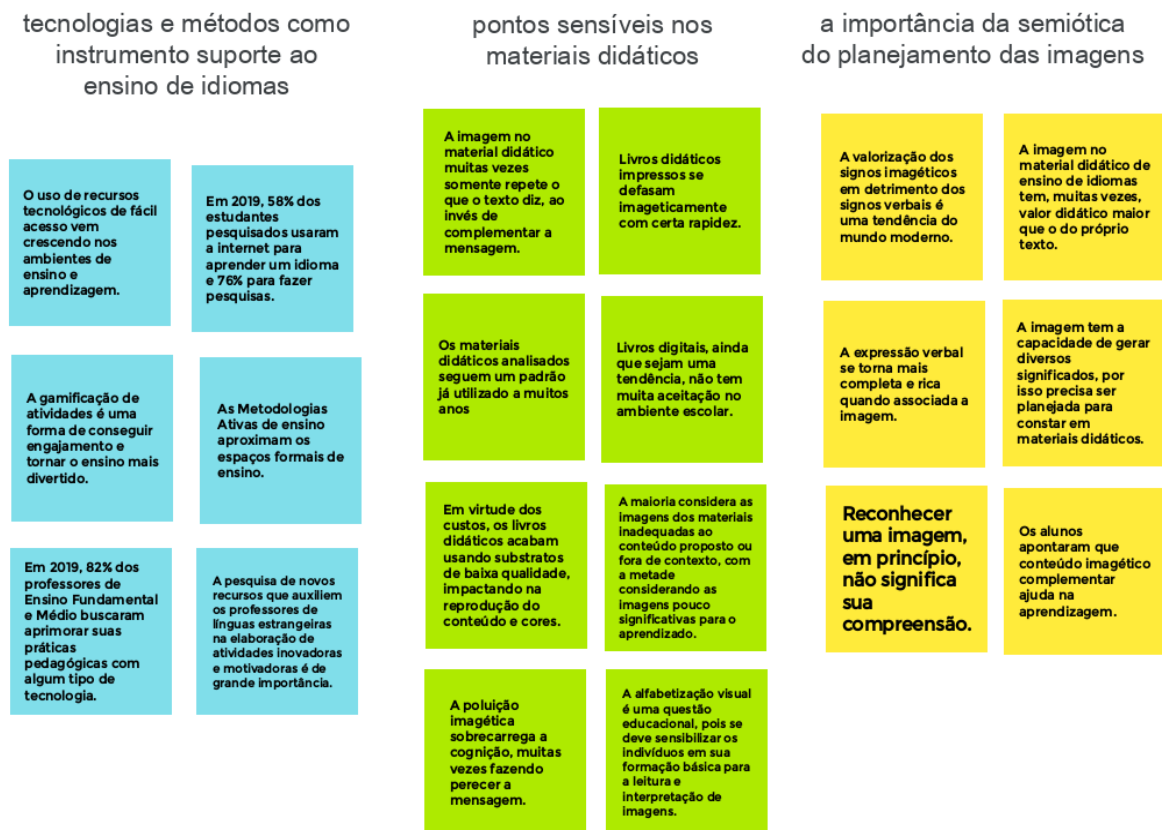 tecnologias e métodos como
instrumento suporte ao
ensino de idiomas
O uso de recursos
tecnológicos de fácil
acesso vem
crescendo nos
ambientes de
ensino e
aprendizagem.
Em 2019, 58% dos
estudantes
pesquisados usaram
a internet para
aprender um idioma
e 76% para fazer
pesquisas.
A gamificação de
atividades é uma
forma de conseguir
engajamento e
tornar o ensino mais
divertido.
As Metodologias
Ativas de ensino
aproximam os
espaços formais de
ensino.
Em 2019, 82% dos
professores de
Ensino Fundamental
e Médio buscaram
aprimorar suas
práticas
pedagógicas com
algum tipo de
tecnologia.
A pesquisa de novos
recursos que auxiliem
os professores de
línguas estrangeiras
na elaboração de
atividades inovadoras
e motivadoras é de
grande importância.
pontos sensíveis nos
materiais didáticos
A imagem no
material didático
muitas vezes
somente repete o
que o texto diz, ao
invés de
complementar a
mensagem.
Livros didáticos
impressos se
defasam
imageticamente
com certa rapidez.
Os materiais
didáticos analisados
seguem um padrão
já utilizado a muitos
anos
Livros digitais, ainda
que sejam uma
tendência, não tem
muita aceitação no
ambiente escolar.
Em virtude dos
custos, os livros
didáticos acabam
usando substratos
de baixa qualidade,
impactando na
reprodução do
conteúdo e cores.
A maioria considera as
imagens dos materiais
inadequadas ao
conteúdo proposto ou
fora de contexto, com
a metade
considerando as
imagens pouco
significativas para o
aprendizado.
A poluição
imagética
sobrecarrega a
cognição, muitas
vezes fazendo
perecer a
mensagem.
A alfabetização visual
é uma questão
educacional, pois se
deve sensibilizar os
indivíduos em sua
formação básica para
a leitura e
interpretação de
imagens.
a importância da semiótica
do planejamento das imagens
A valorização dos
signos imagéticos
em detrimento dos
signos verbais é
uma tendência do
mundo moderno.
A imagem no
material didático de
ensino de idiomas
tem, muitas vezes,
valor didático maior
que o do próprio
texto.
A expressão verbal
se torna mais
completa e rica
quando associada a
imagem.
A imagem tem a
capacidade de gerar
diversos
significados, por
isso precisa ser
planejada para
constar em
materiais didáticos.
Reconhecer
uma imagem,
em princípio,
não significa
sua
compreensão.
Os alunos
apontaram que
conteúdo imagético
complementar
ajuda na
aprendizagem.